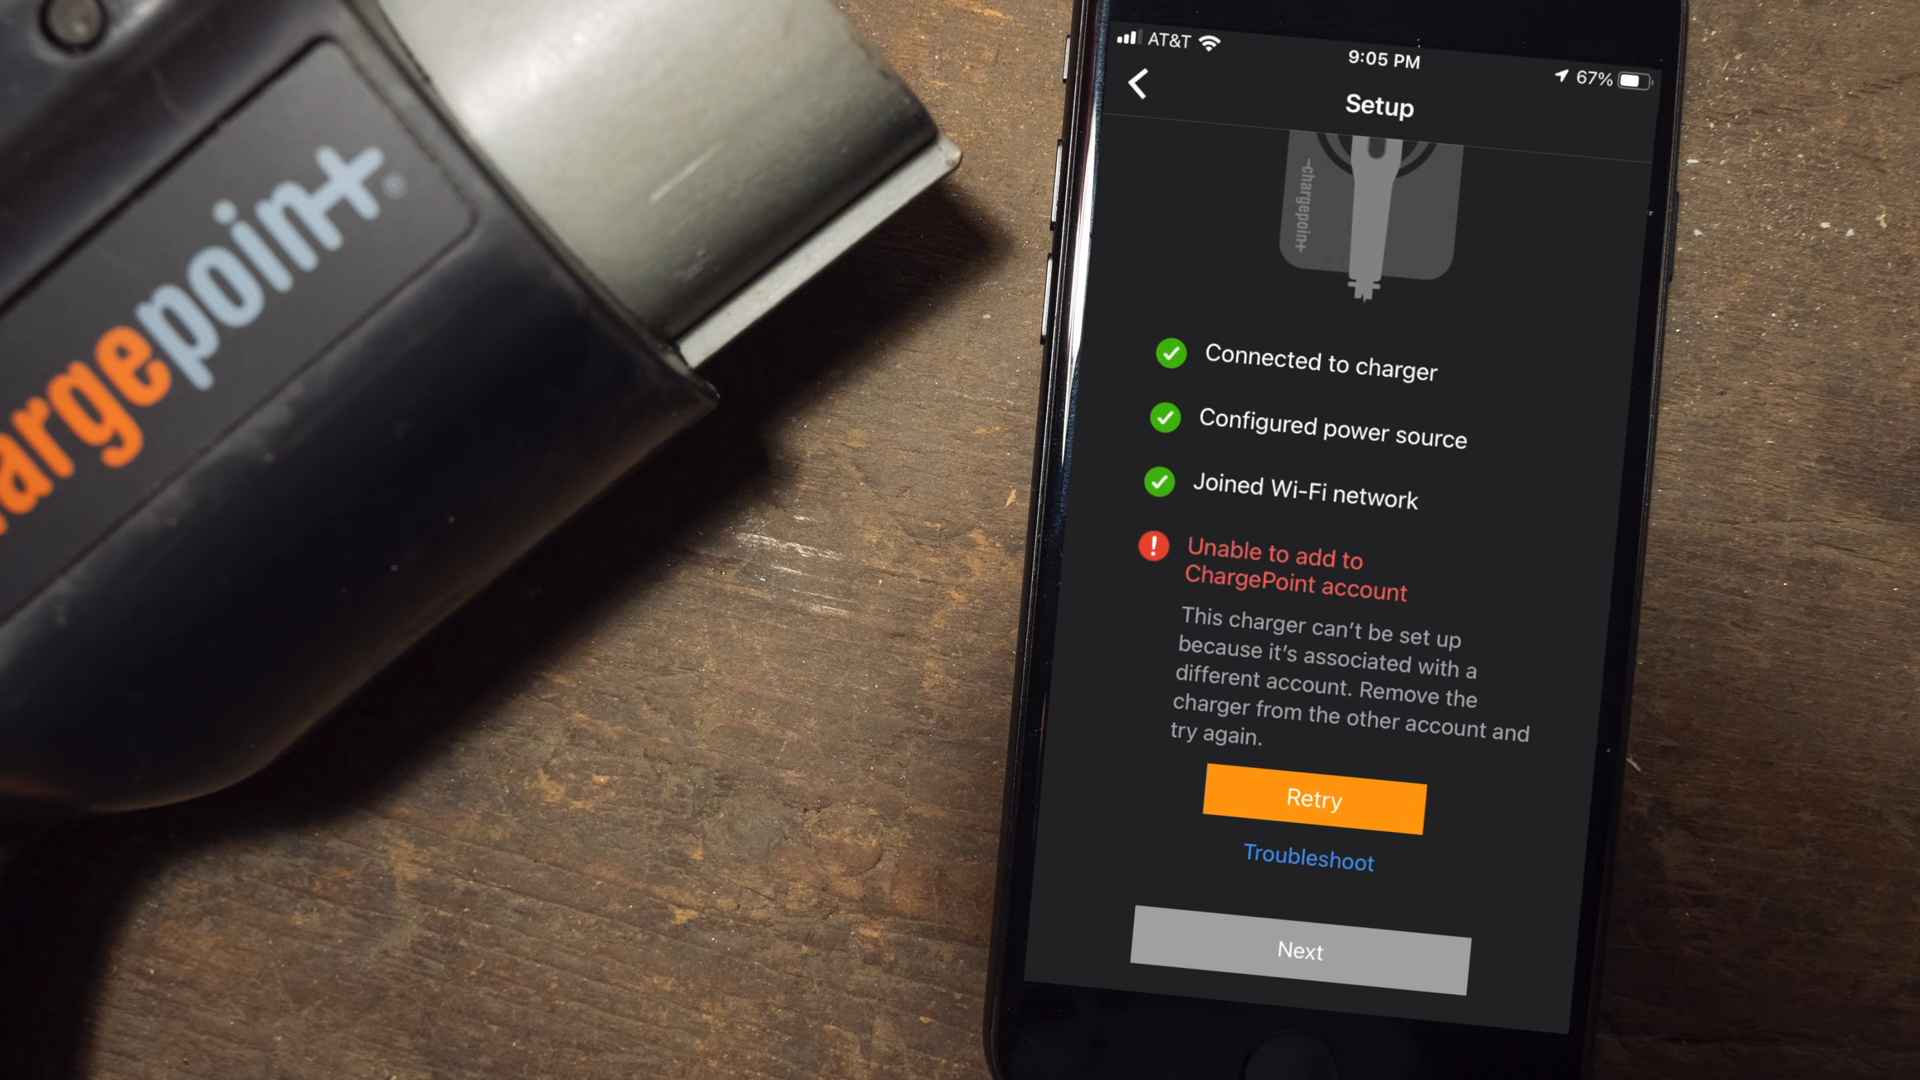 argepoint®
AT&T
9:05 PM
67%
Setup
-chargepoin+
Connected to charger
Configured power source
Joined Wi-Fi network
Unable to add to
ChargePoint account
This charger can't be set up
because it's associated with a
different account. Remove the
charger from the other account and
try again.
Retry
Troubleshoot
Next